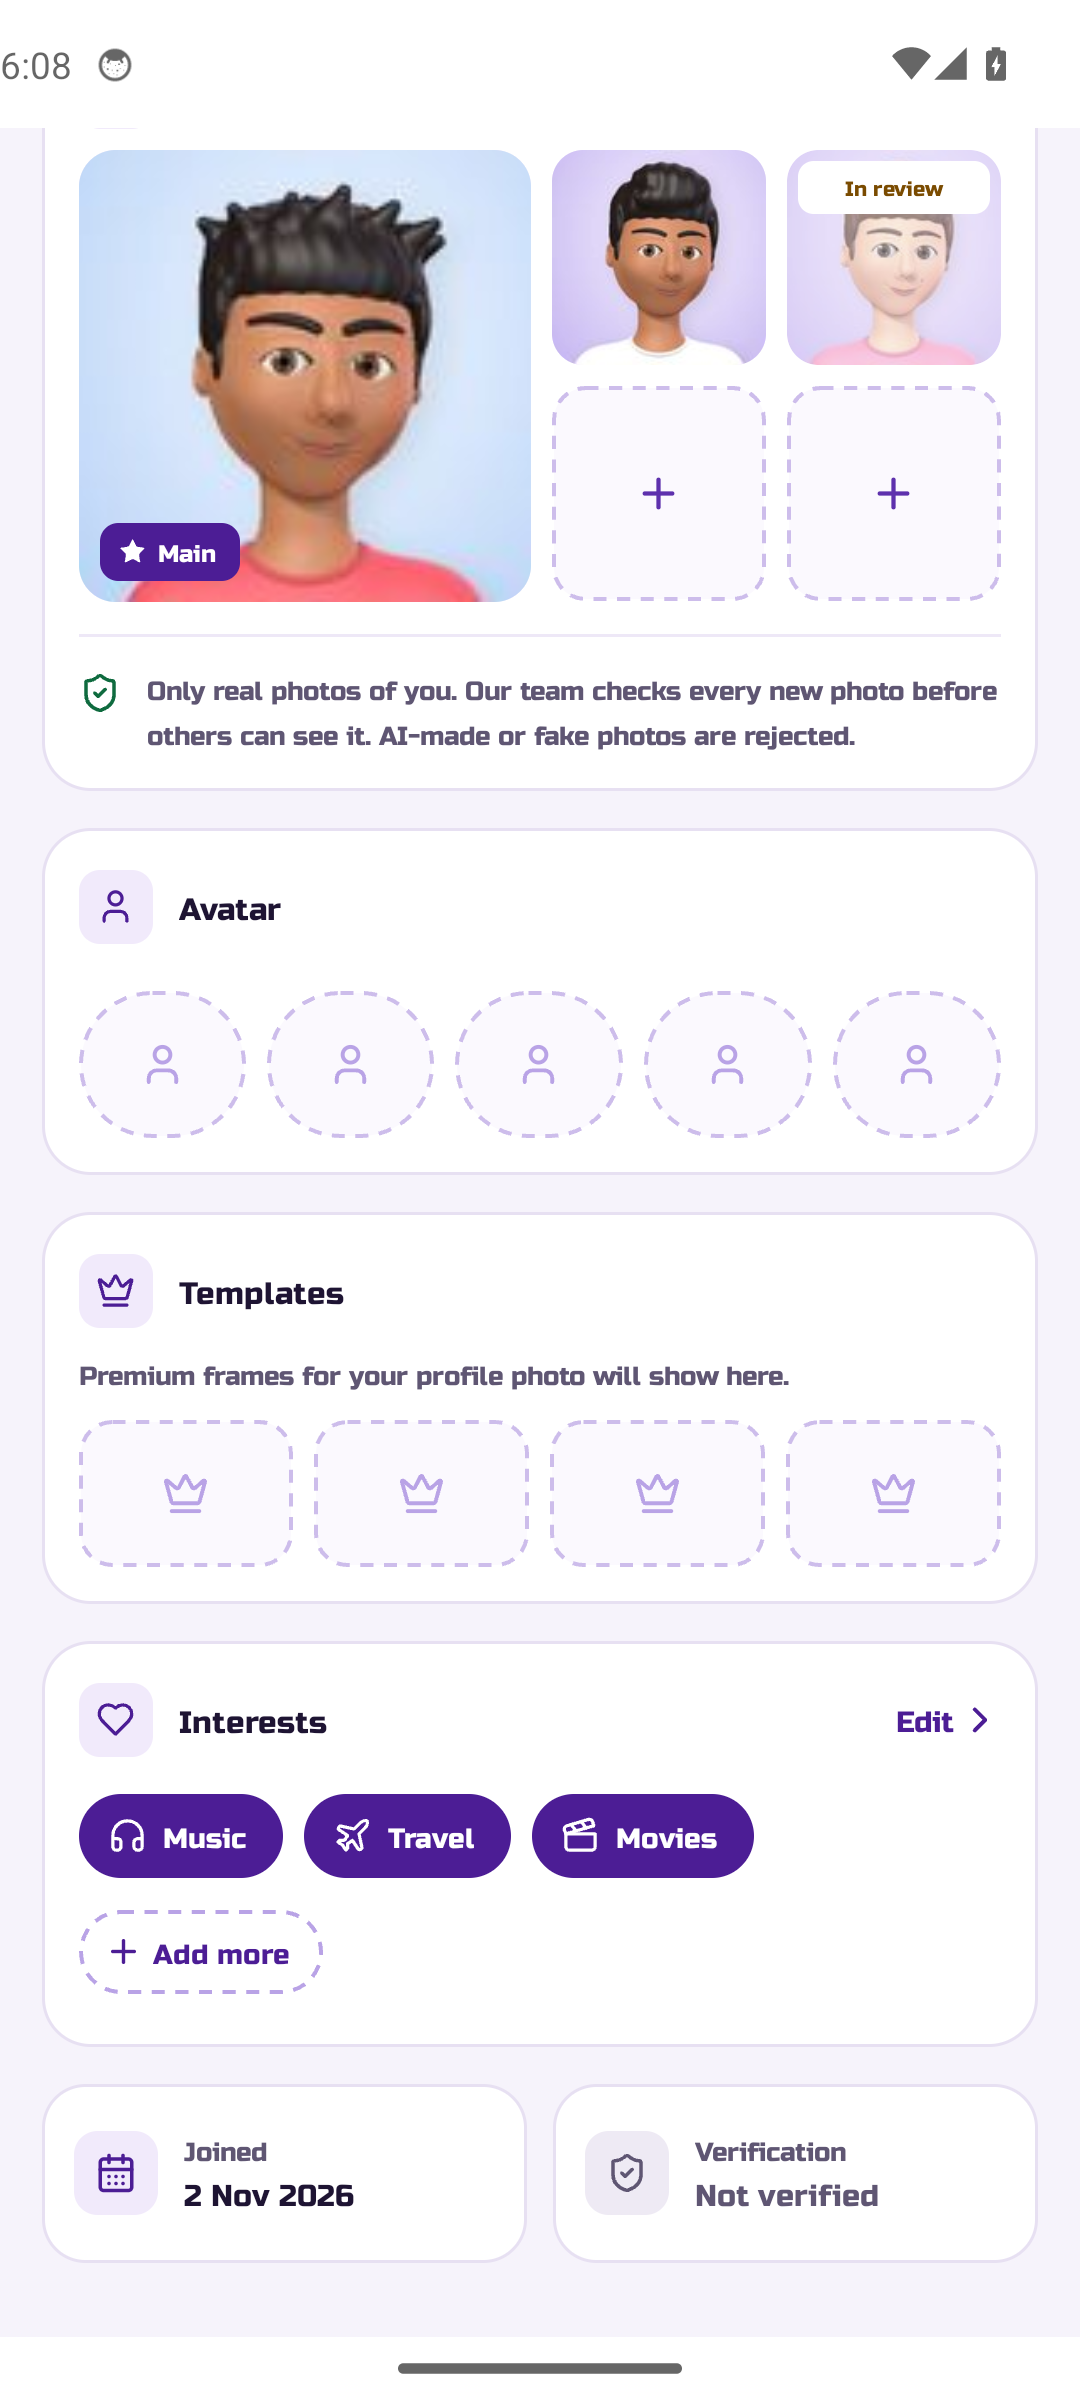 6:08
In review
Main
Only real photos of you. Our team checks every new photo before
others can see it. AI-made or fake photos are rejected.
Avatar
Templates
Premium frames for your profile photo will show here.
Interests
Edit
Music
Travel
Movies
Add more
Joined
2 Nov 2026
Verification
Not verified